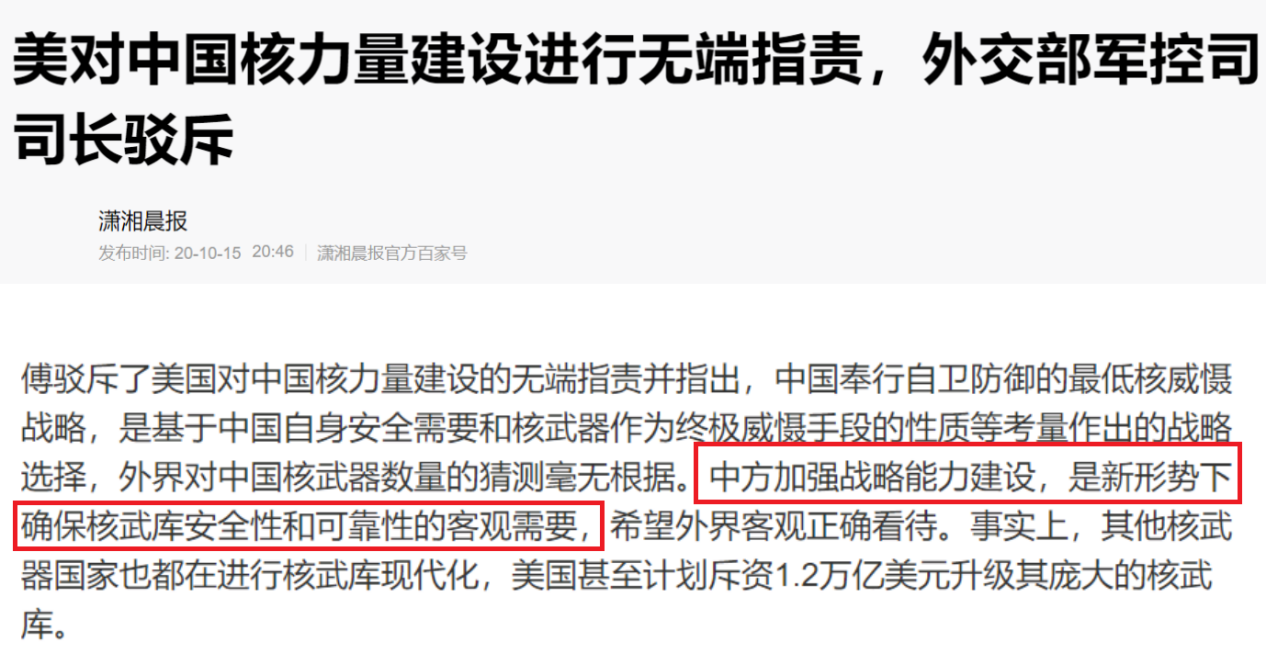 美对中国核力量建设进行无端指责，外交部军控司
司长驳斥
潇湘晨报
发布时间: 20-10-15 20:46 潇湘晨报官方百家号
傅驳斥了美国对中国核力量建设的无端指责并指出，中国奉行自卫防御的最低核威慑
战略，是基于中国自身安全需要和核武器作为终极威慑手段的性质等考量作出的战略
选择，外界对中国核武器数量的猜测毫无根据。中方加强战略能力建设，是新形势下
确保核武库安全性和可靠性的客观需要，希望外界客观正确看待。事实上，其他核武
器国家也都在进行核武库现代化，美国甚至计划斥资1.2万亿美元升级其庞大的核武
库。